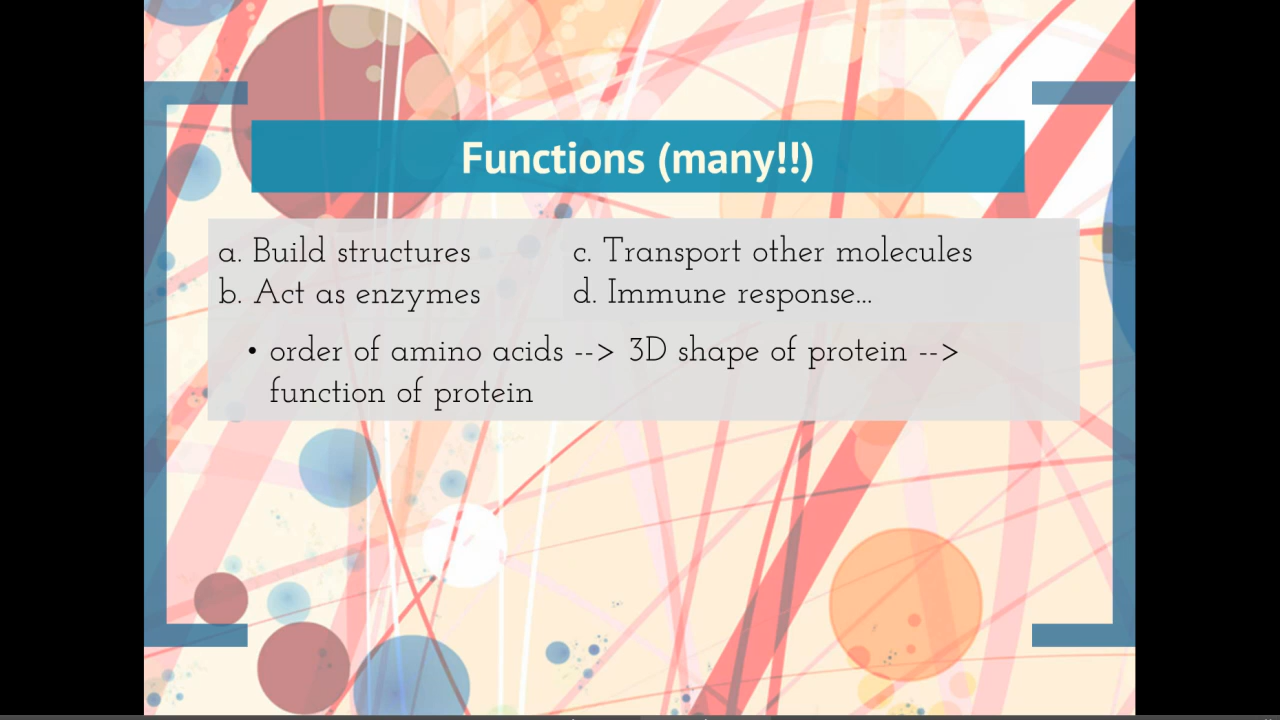 Functions (many!!)
a. Build structures
b. Act as enzymes
c. Transport other molecules
d. Immune response...
• order of amino acids --> 3D shape of protein -->
function of protein